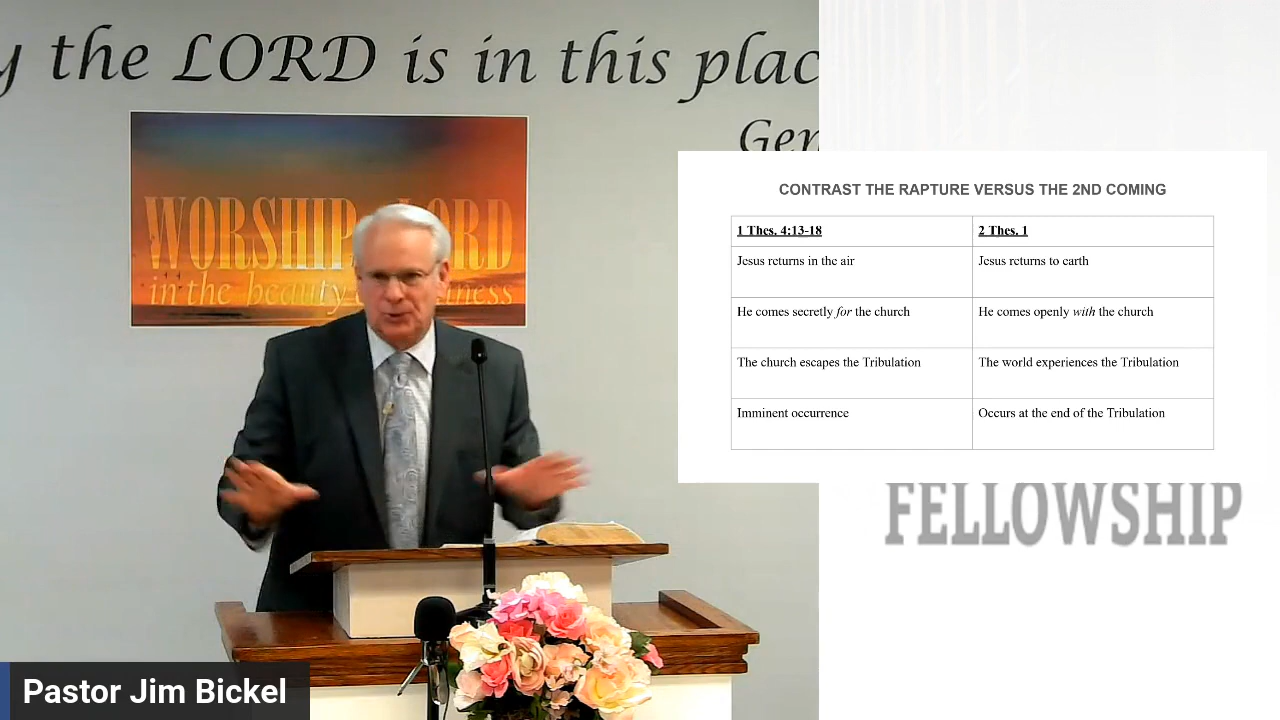 the LORD is in this plac
Gen
WORSHIP LORD
in the beauty
CONTRAST THE RAPTURE VERSUS THE 2ND COMING
1 Thes. 4:13-18
2 Thes. 1
Jesus returns in the air
Jesus returns to earth
He comes secretly for the church
He comes openly with the church
The church escapes the Tribulation
The world experiences the Tribulation
Imminent occurrence
Occurs at the end of the Tribulation
FELLOWSHIP
Pastor Jim Bickel